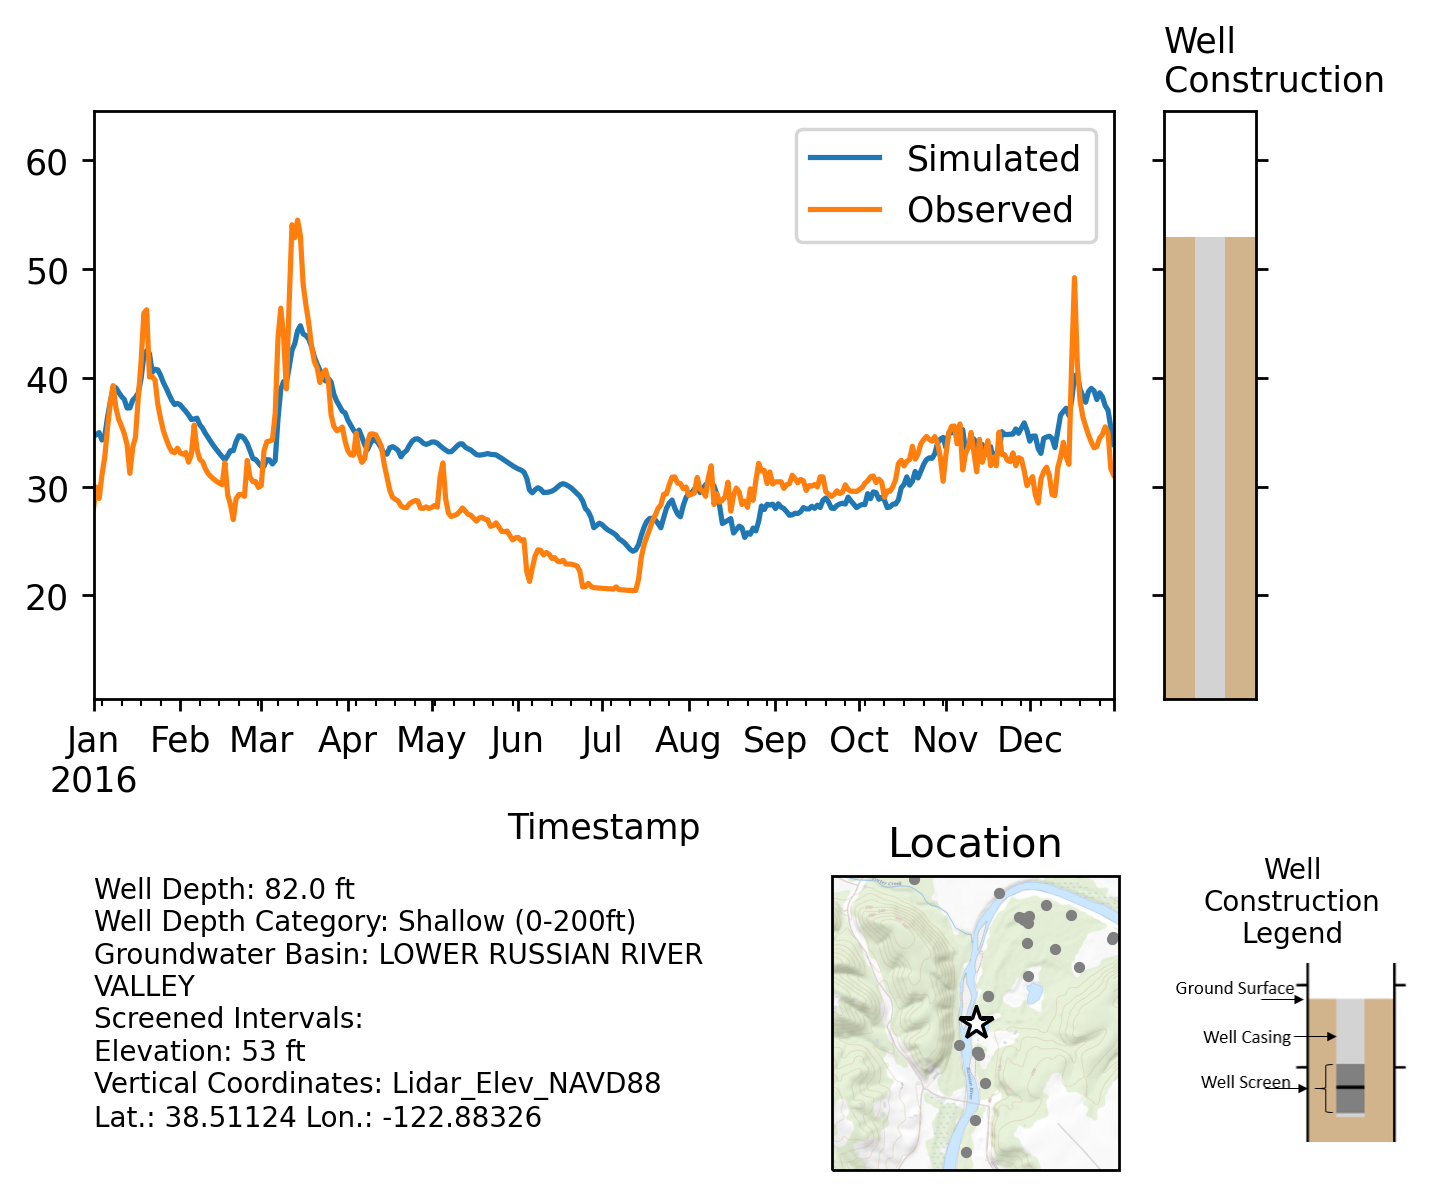 Well
Construction
Simulated
Observed
60
50
40
30
20
Jan
2016
Feb
Mar
Apr
May
Jun
Jul
Aug
Sep
Oct
Nov
Dec
Timestamp
Well Depth: 82.0 ft
Well Depth Category: Shallow (0-200ft)
Groundwater Basin: LOWER RUSSIAN RIVER
VALLEY
Screened Intervals:
Elevation: 53 ft
Vertical Coordinates: Lidar_Elev_NAVD88
Lat.: 38.51124 Lon.: -122.88326
Location
Well
Construction
Legend
Ground Surface
Well Casing
Well Screen